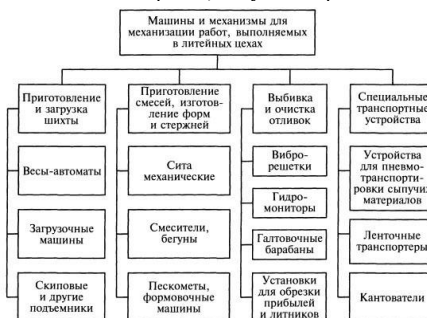 Машины и механизмы для
механизации работ, выполняемых
в литейных цехах
Приготовление
и загрузка
шихты
Весы-автоматы
Загрузочные
машины
Скиповые
и другие
подъемники
Приготовление
смесей, изготов-
ление форм
и стержней
Сита
механические
Смесители,
бегуны
Пескометы,
формовочные
машины
Выбивка
и очистка
отливок
Вибро-
решетки
Гидро-
мониторы
Галтовочные
барабаны
Установки
для обрезки
прибылей
и литников
Специальные
транспортные
устройства
Устройства
для пневмо-
транспорти-
ровки сыпучих
материалов
Ленточные
транспортеры
Кантователи